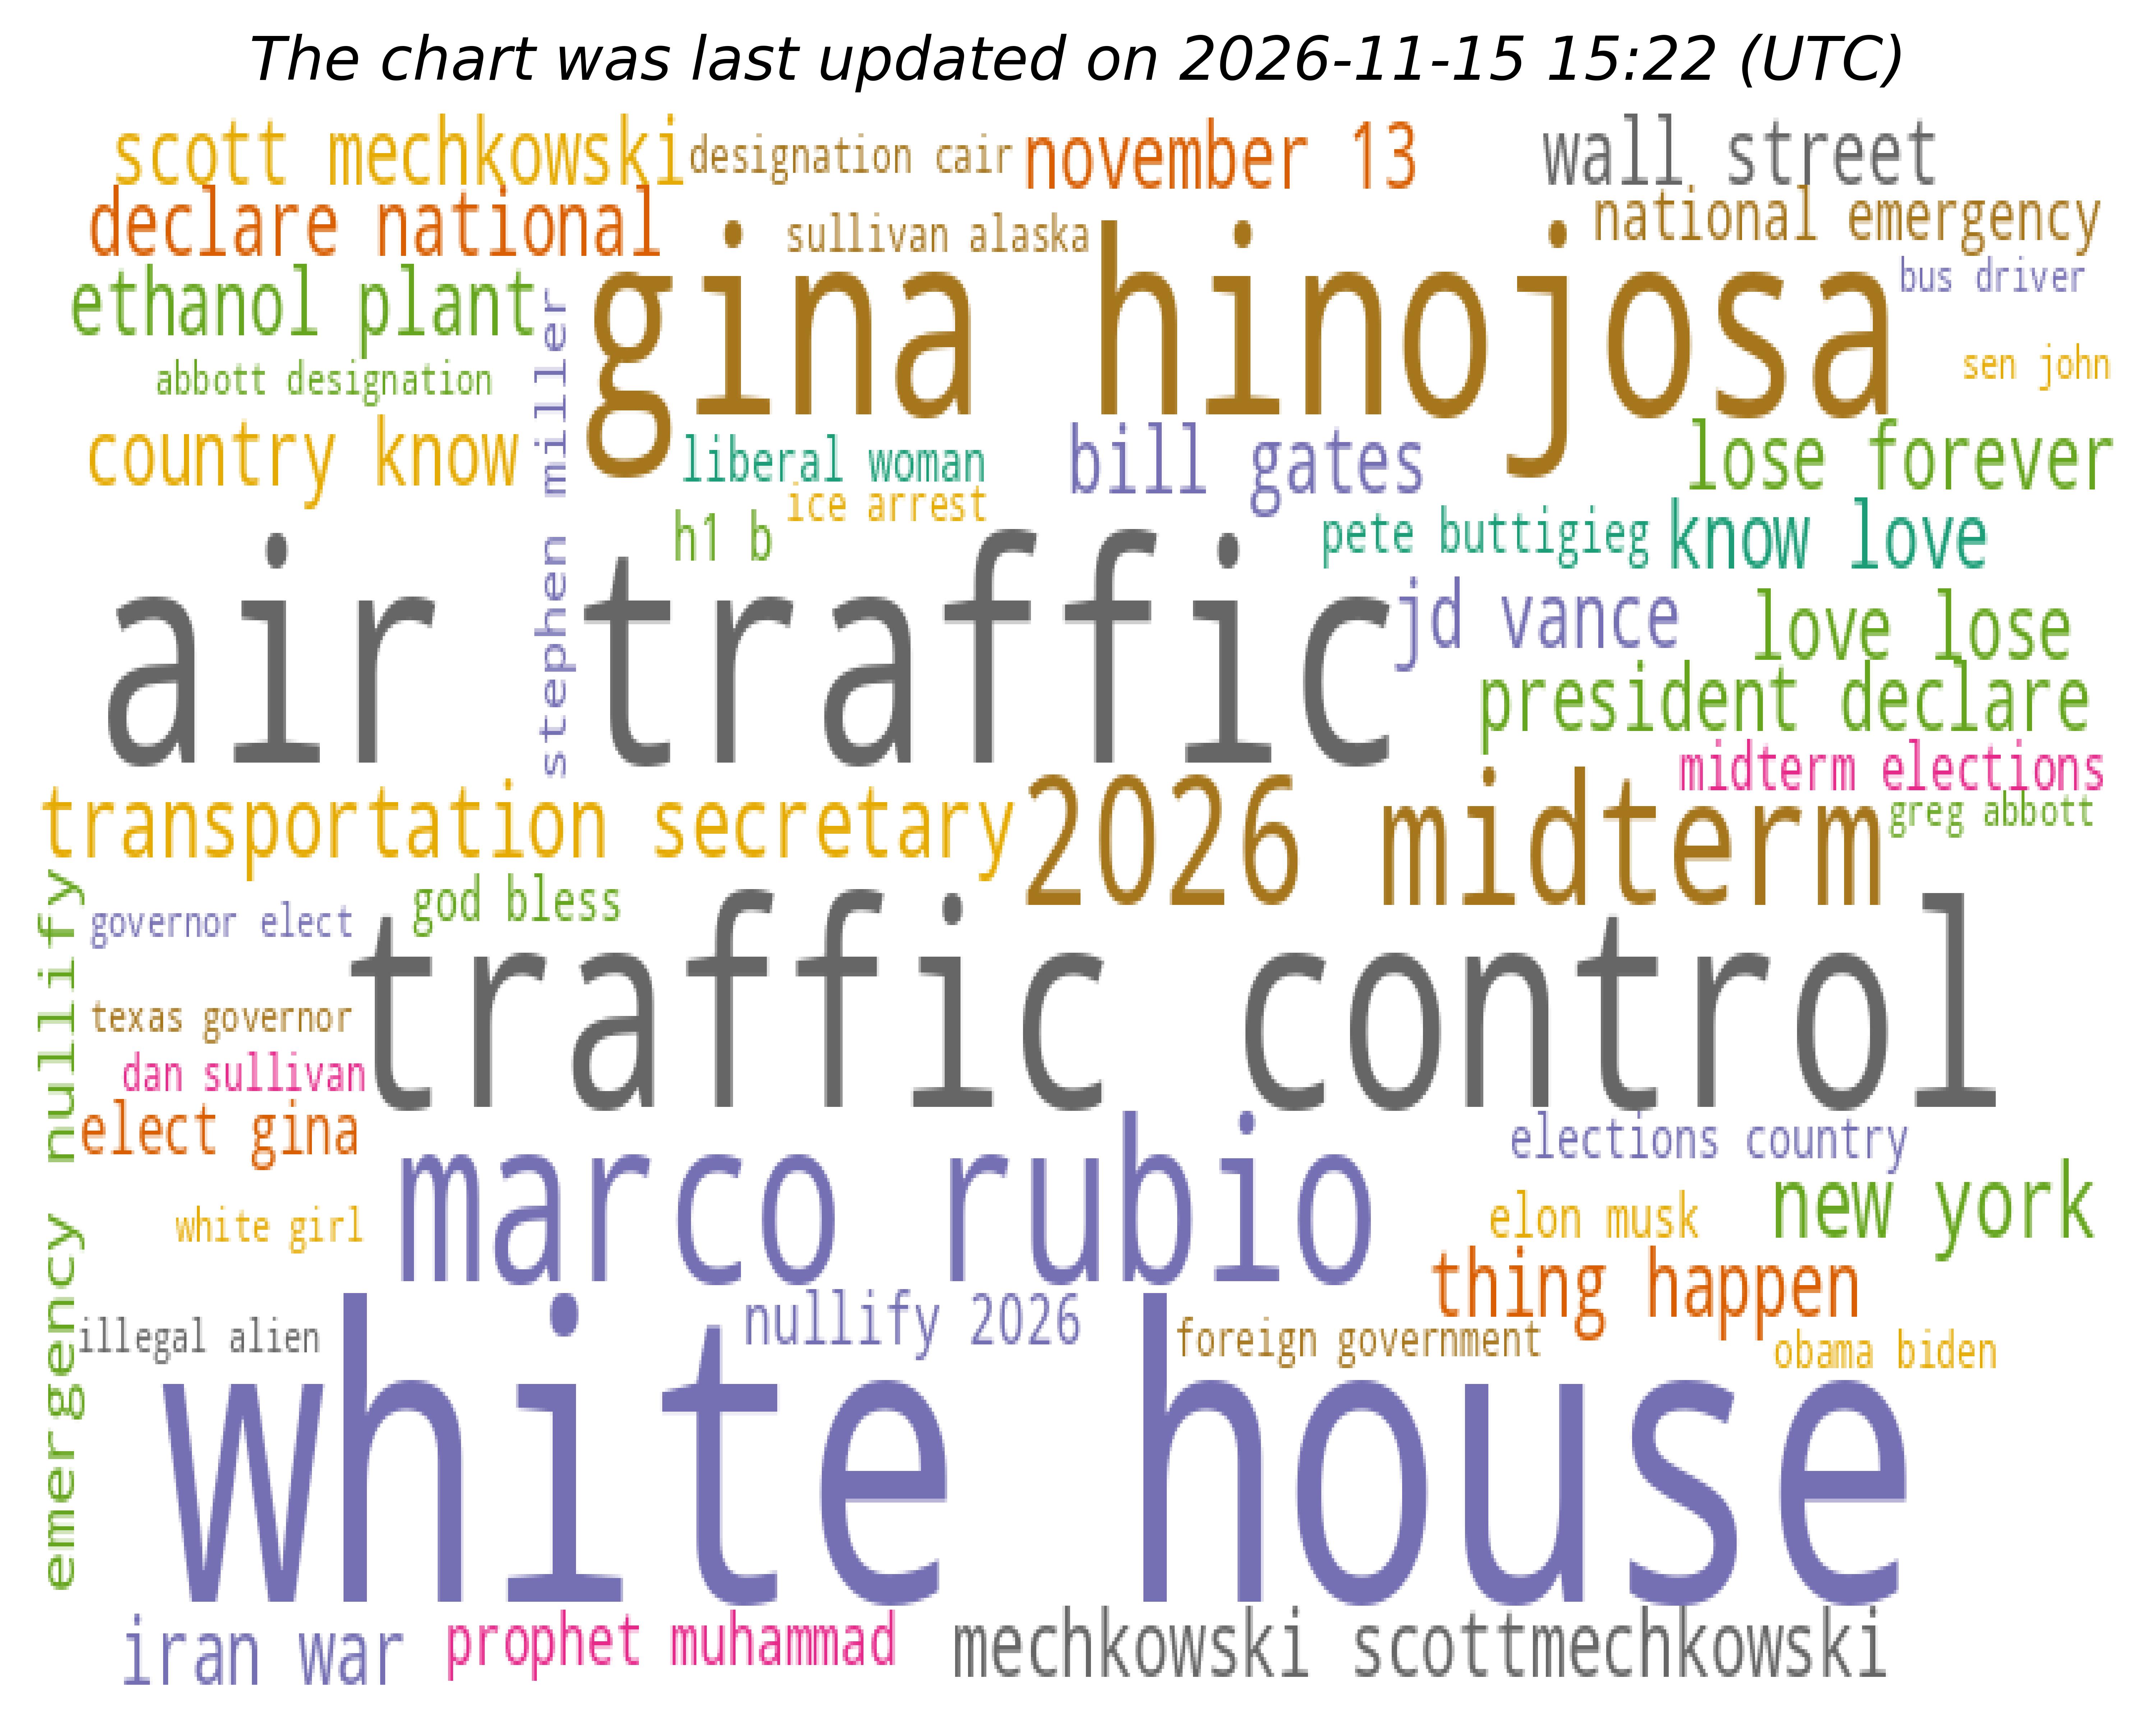 The chart was last updated on 2026-11-15 15:22 (UTC)
scott mechkowski
designation cair
november 13
wall street
declare national
sullivan alaska
national emergency
gina hinojosa
ethanol plant
bus driver
abbott designation
stephen miller
sen john
country know
liberal woman
bill gates
lose forever
ice arrest
h1 b
pete buttigieg
know love
air traffic
jd vance
love lose
president declare
midterm elections
transportation secretary
2026 midterm
greg abbott
god bless
governor elect
emergency nullify
traffic control
texas governor
dan sullivan
elect gina
marco rubio
elections country
white girl
elon musk
new york
thing happen
nullify 2026
illegal alien
foreign government
obama biden
white house
iran war
prophet muhammad
mechkowski scottmechkowski